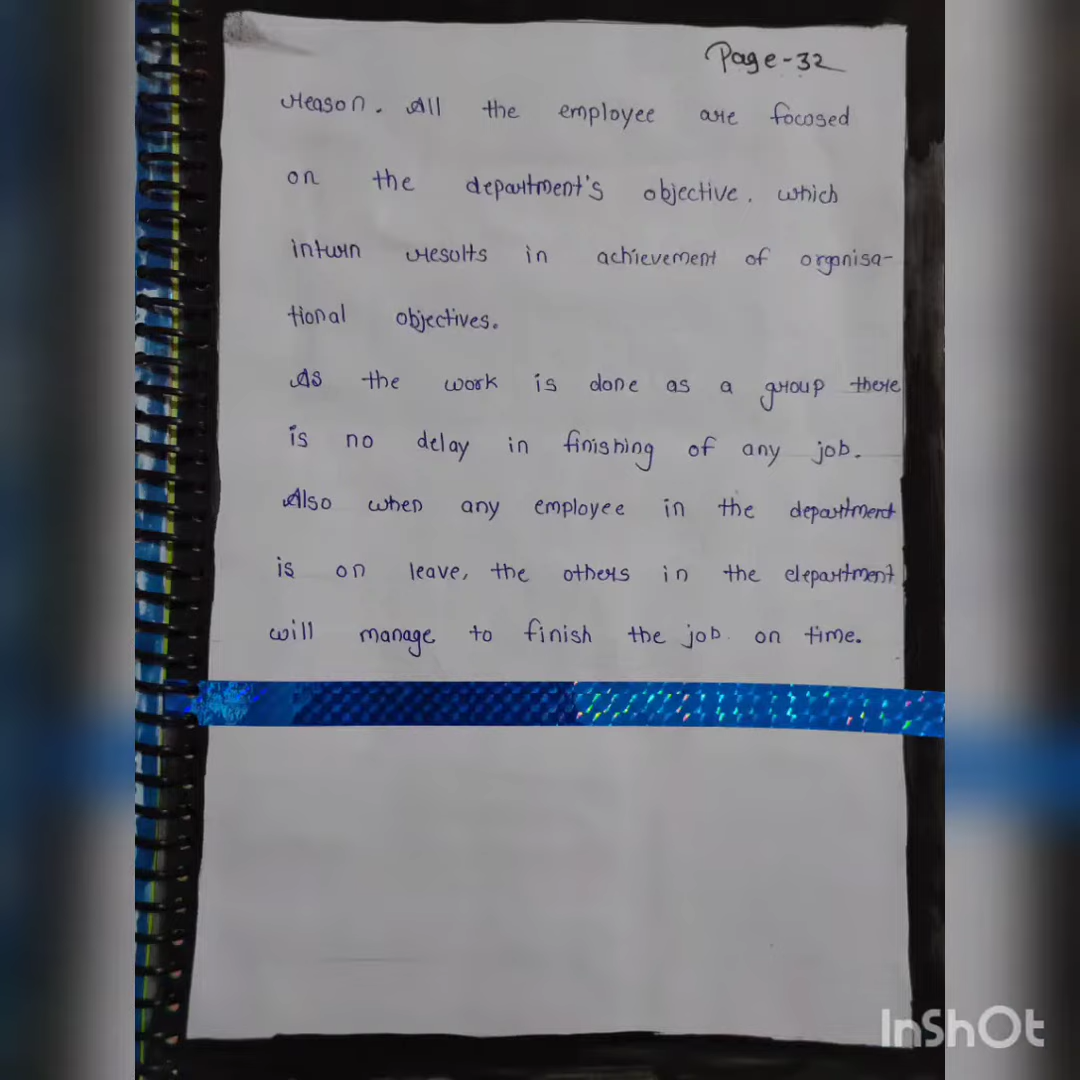 Page-32
reason. All the employee are focosed
on the department's objective. which
inturn results in achievement of organisa-
tional objectives.
As the work is done as a group there
is no delay in finishing of any job.
Also when any employee in the department
is on leave, the others in the department
will manage to finish the job on time.
InShOt